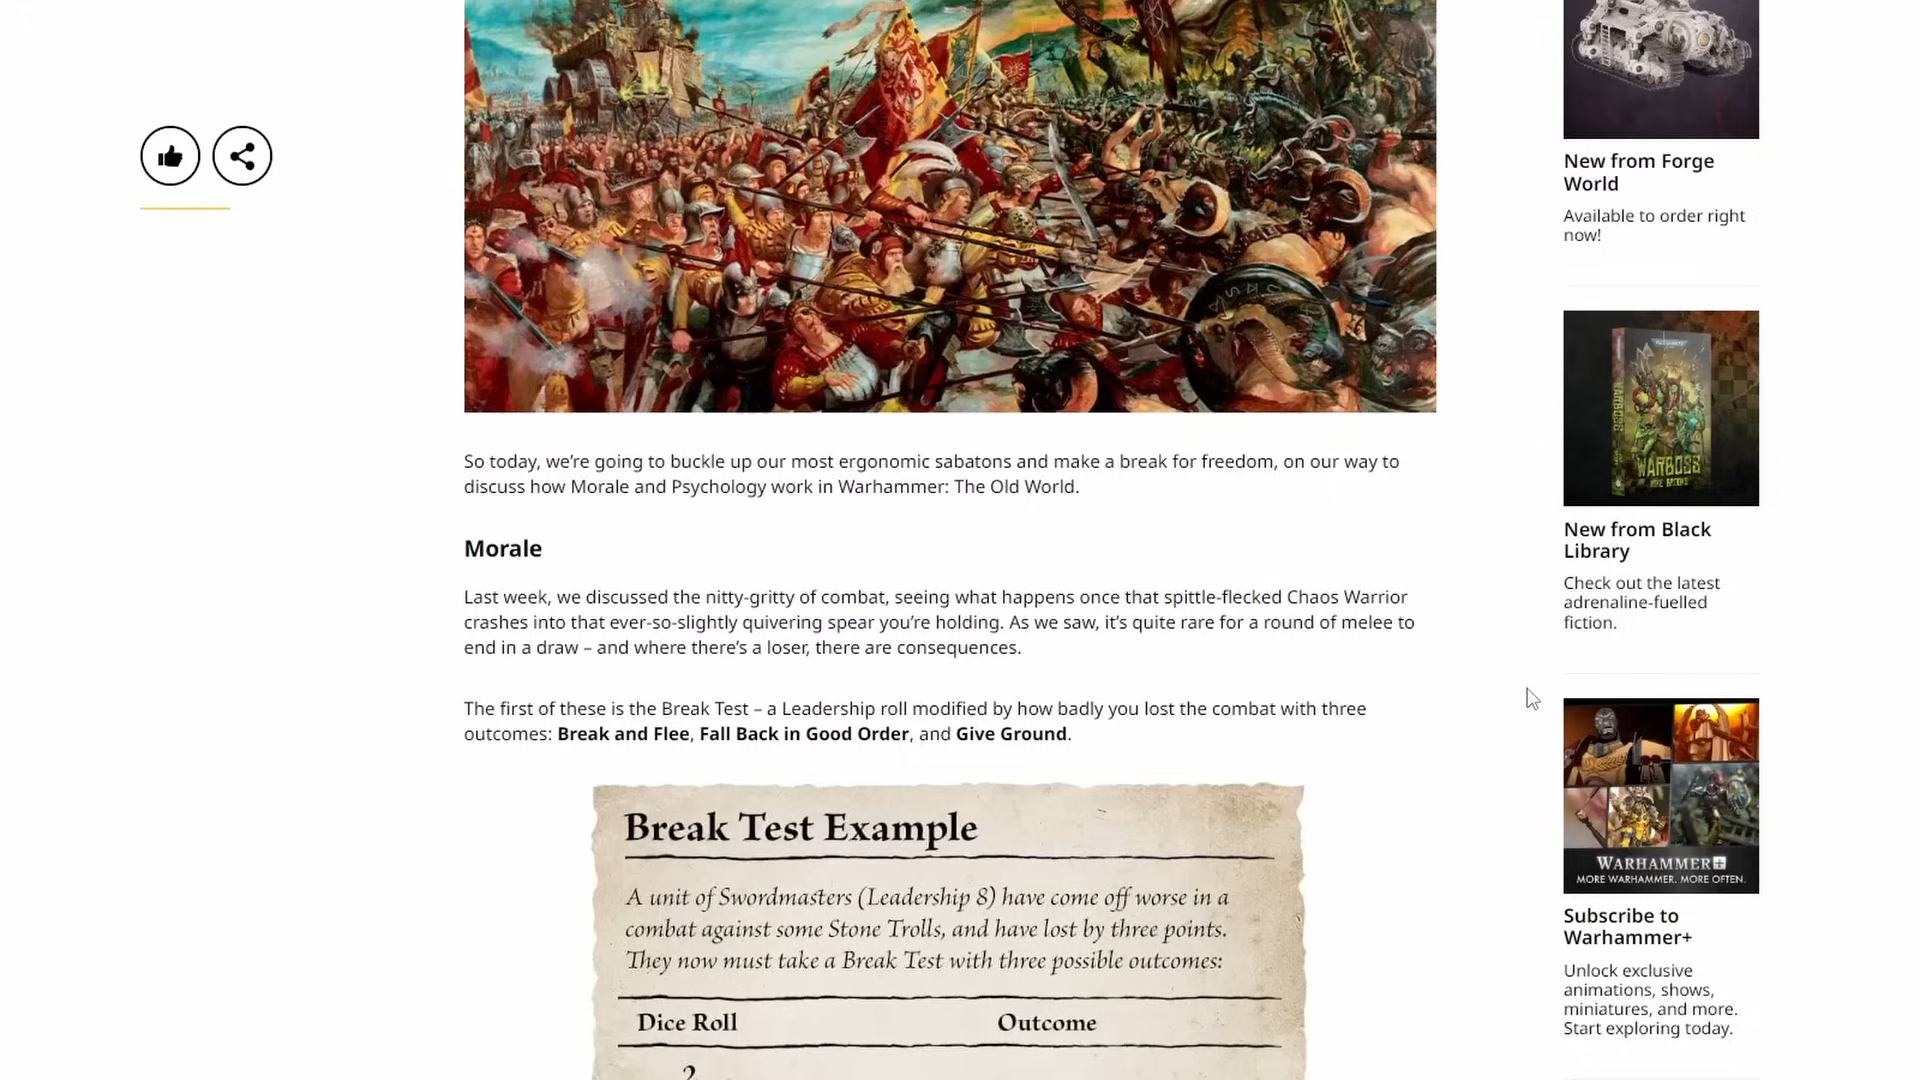 So today, we’re going to buckle up our most ergonomic sabatons and make a break for freedom, on our way to
discuss how Morale and Psychology work in Warhammer: The Old World.
Morale
Last week, we discussed the nitty-gritty of combat, seeing what happens once that spittle-flecked Chaos Warrior
crashes into that ever-so-slightly quivering spear you’re holding. As we saw, it’s quite rare for a round of melee to
end in a draw – and where there’s a loser, there are consequences.
The first of these is the Break Test – a Leadership roll modified by how badly you lost the combat with three
outcomes: Break and Flee, Fall Back in Good Order, and Give Ground.
Break Test Example
A unit of Swordmasters (Leadership 8) have come off worse in a
combat against some Stone Trolls, and have lost by three points.
They now must take a Break Test with three possible outcomes:
Dice Roll Outcome
2
New from Forge
World
Available to order right
now!
WARBOSS
MIKE BROOKS
New from Black
Library
Check out the latest
adrenaline-fuelled
fiction.
WARHAMMER+
MORE WARHAMMER. MORE OFTEN.
Subscribe to
Warhammer+
Unlock exclusive
animations, shows,
miniatures, and more.
Start exploring today.